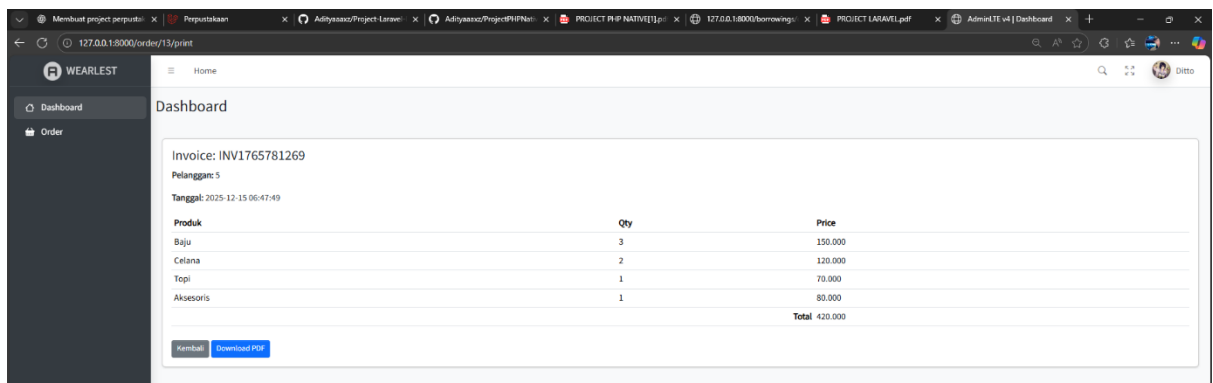 Membuat project perpustak
Perpustakaan
Adityaaaxz/Project-Laravel-
Adityaaaxz/ProjectPHPNativ
PROJECT PHP NATIVE[1].pd
127.0.0.1:8000/borrowings/
PROJECT LARAVEL.pdf
AdminLTE v4 | Dashboard
127.0.0.1:8000/order/13/print
WEARLEST
Home
Ditto
Dashboard
Order
Dashboard
Invoice: INV1765781269
Pelanggan: 5
Tanggal: 2025-12-15 06:47:49
Produk Qty Price
Baju 3 150.000
Celana 2 120.000
Topi 1 70.000
Aksesoris 1 80.000
Total 420.000
Kembali Download PDF